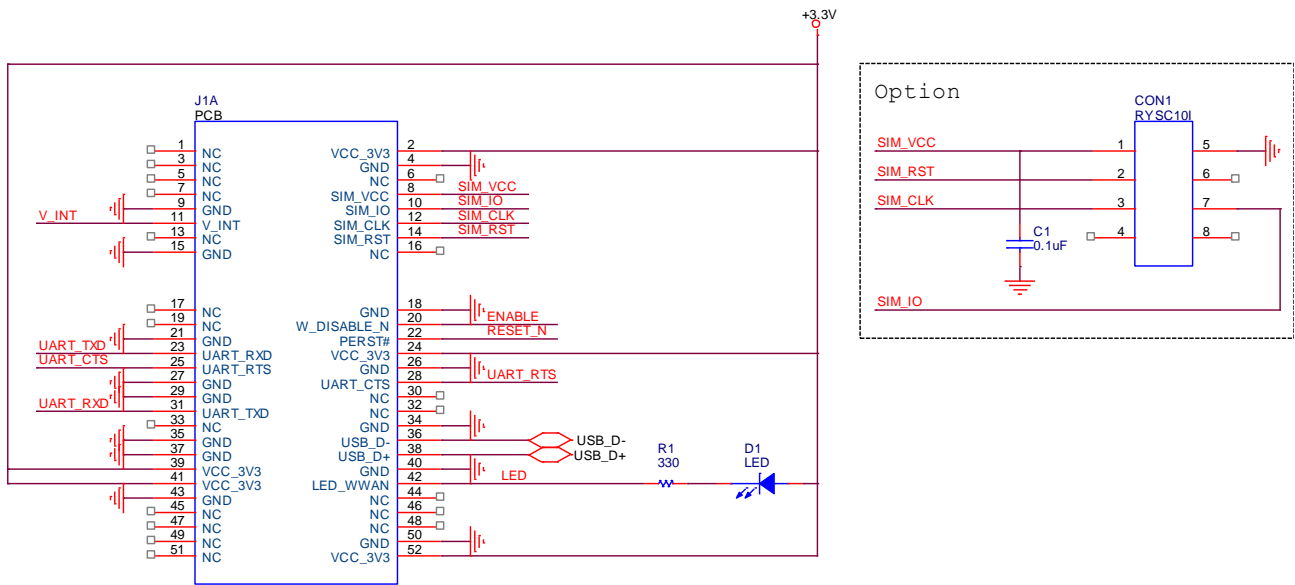 +3.3V
J1A
PCB
1 NC
3 NC
5 NC
7 NC
9 GND
V_INT 11 V_INT
13 NC
15 GND
17 NC
19 NC
21 GND
UART_TXD 23 UART_RXD
UART_CTS 25 UART_RTS
27 GND
29 GND
UART_RXD 31 UART_TXD
33 NC
35 GND
37 GND
39 VCC_3V3
41 VCC_3V3
43 GND
45 NC
47 NC
49 NC
51 NC
VCC_3V3 2
GND 4
NC 6
SIM_VCC 8 SIM_VCC
SIM_IO 10 SIM_IO
SIM_CLK 12 SIM_CLK
SIM_RST 14 SIM_RST
NC 16
GND 18
W_DISABLE_N 20 ENABLE
PERST# 22 RESET_N
VCC_3V3 24
GND 26
UART_CTS 28 UART_RTS
NC 30
NC 32
GND 34
USB_D- 36 USB_D-
USB_D+ 38 USB_D+
GND 40
LED_WWAN 42 LED
NC 44
NC 46
NC 48
GND 50
VCC_3V3 52
R1
330
D1
LED
Option
CON1
RYSC10I
SIM_VCC 1 5
SIM_RST 2 6
SIM_CLK 3 7
4 8
C1
0.1uF
SIM_IO